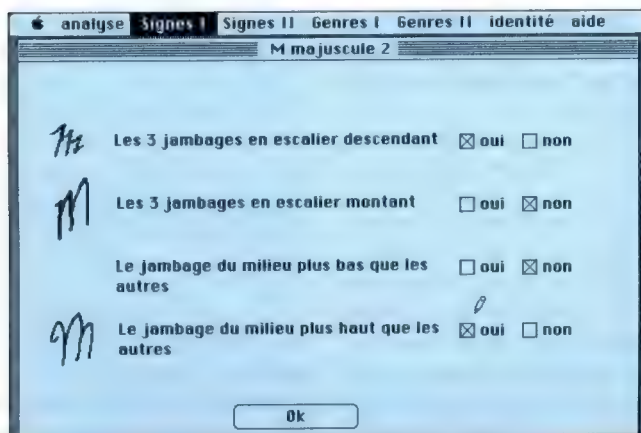 analyse Signes I Signes II Genres I Genres II identité aide
M majuscule 2
Les 3 jambages en escalier descendant oui non
Les 3 jambages en escalier montant oui non
Le jambage du milieu plus bas que les oui non
autres
Le jambage du milieu plus haut que les oui non
autres
Ok